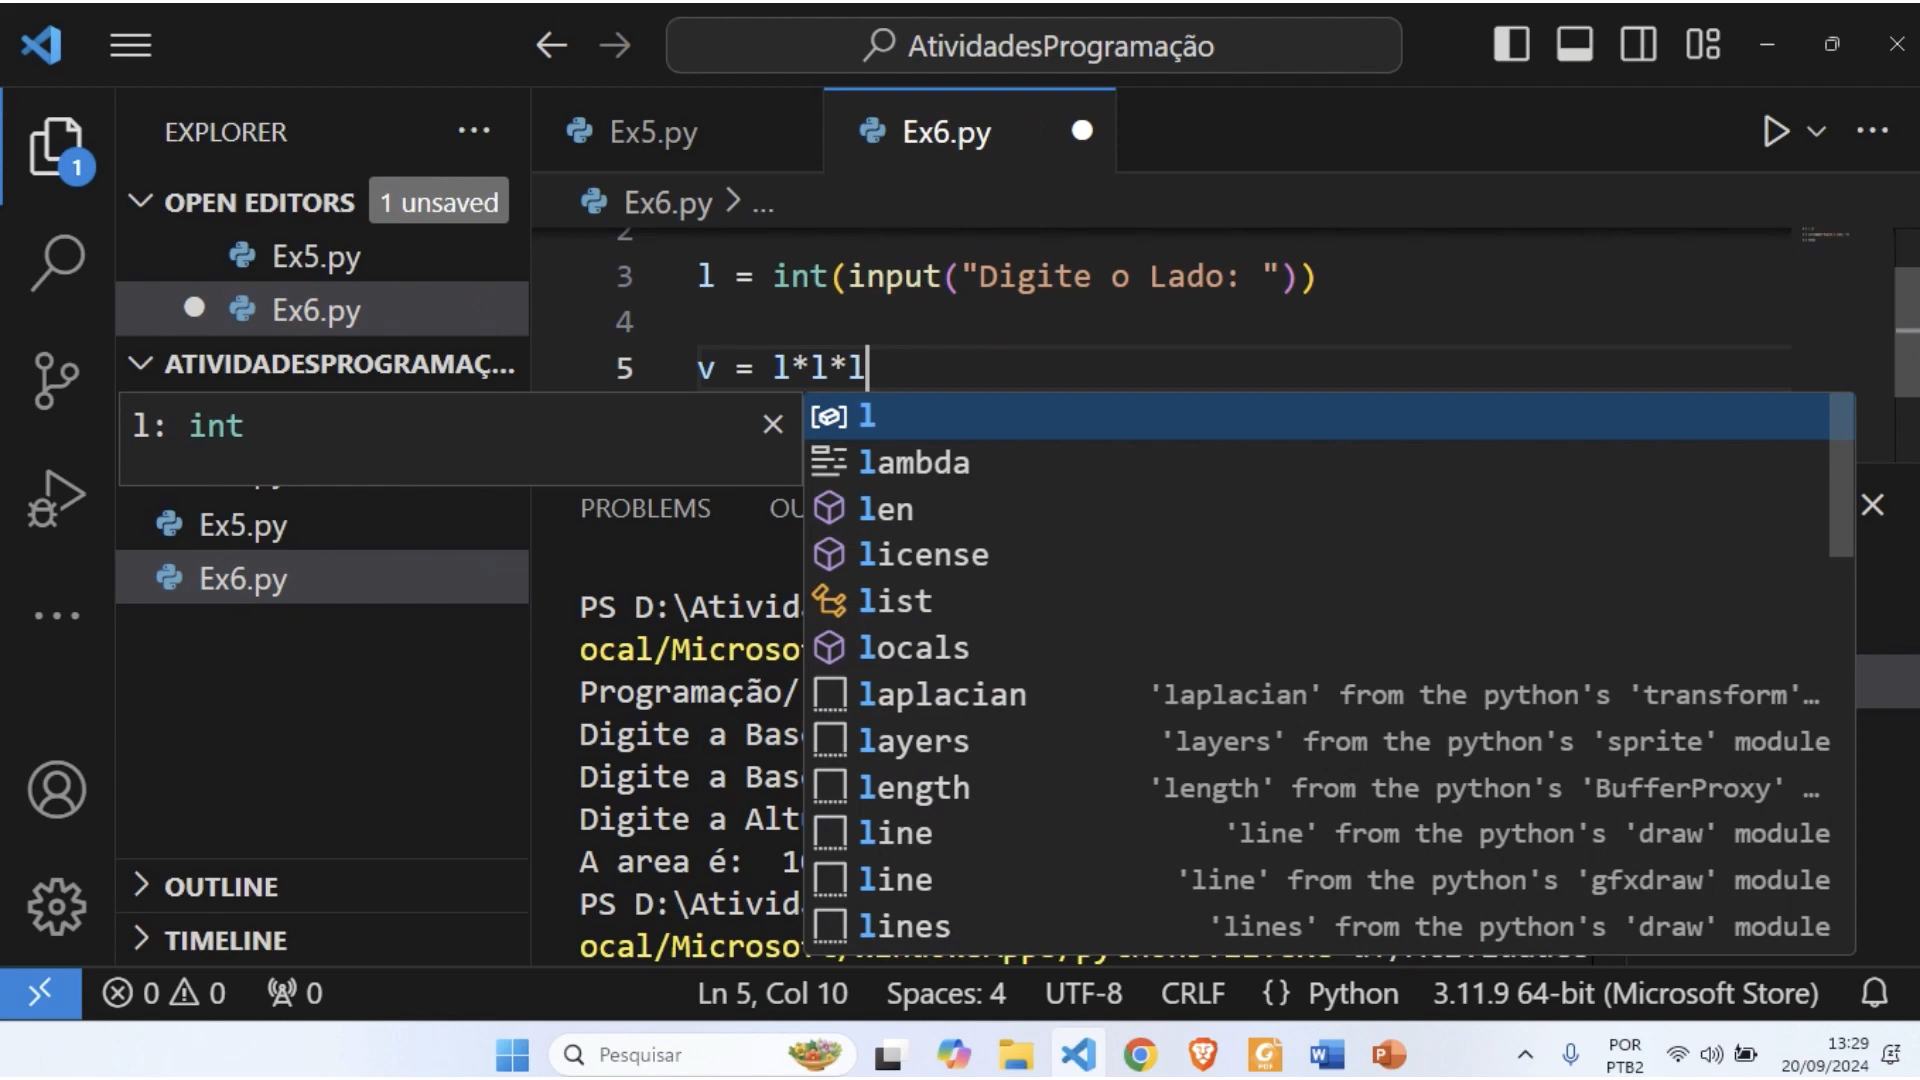 AtividadesProgramação
EXPLORER
Ex5.py
Ex6.py
1
OPEN EDITORS
1 unsaved
Ex6.py > ...
2
Ex5.py
3 l = int(input("Digite o Lado: "))
Ex6.py
4
ATIVIDADESPROGRAMAÇ...
5 v = l*l*l
l: int
l
lambda
len
PROBLEMS
license
Ex5.py
list
Ex6.py
PS D:\Ativid
locals
ocal/Microso
laplacian 'laplacian' from the python's 'transform'...
Programação/
layers 'layers' from the python's 'sprite' module
Digite a Bas
length 'length' from the python's 'BufferProxy' ...
Digite a Bas
line 'line' from the python's 'draw' module
Digite a Alt
line 'line' from the python's 'gfxdraw' module
A area é: 1
OUTLINE
PS D:\Ativid
lines 'lines' from the python's 'draw' module
TIMELINE
ocal/Microso
0 0 0
Ln 5, Col 10
Spaces: 4
UTF-8
CRLF
{ } Python
3.11.9 64-bit (Microsoft Store)
Pesquisar
POR
PTB2
13:29
20/09/2024